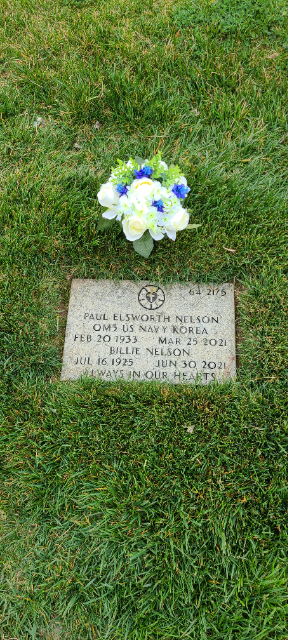 64 2175
PAUL ELSWORTH NELSON
OM3 US NAVY KOREA
FEB 20 1933 MAR 25 2021
BILLIE NELSON
JUL 16 1925 JUN 30 2021
ALWAYS IN OUR HEARTS